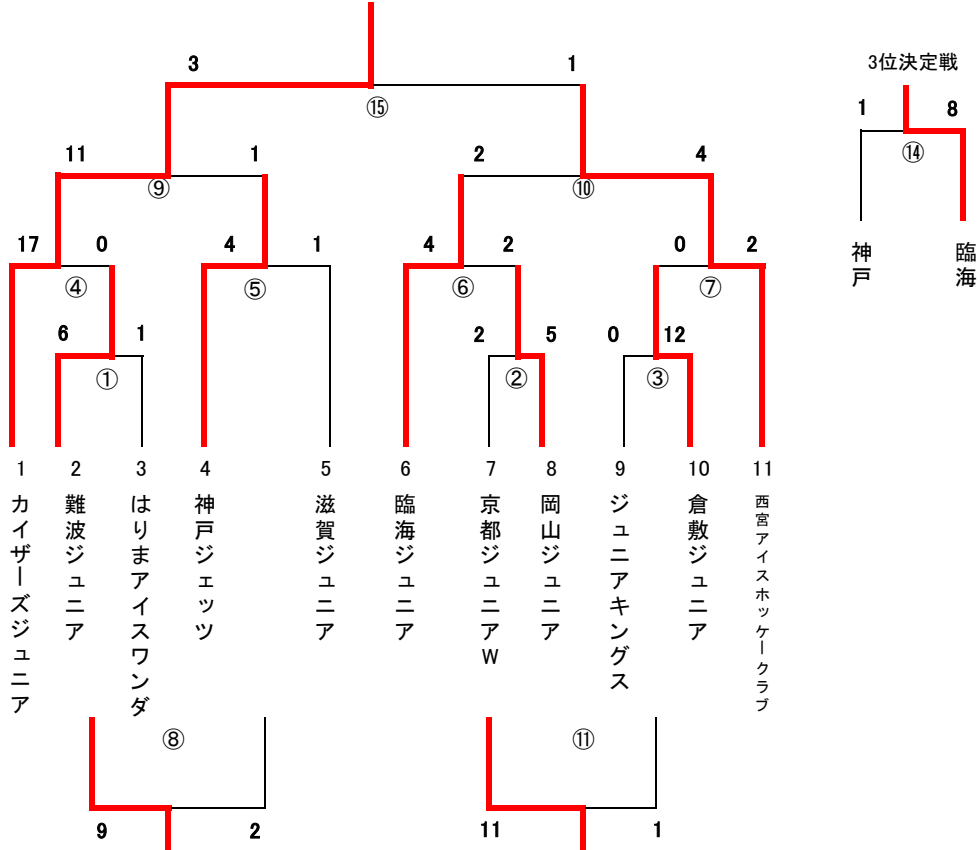 3 1
3位決定戦
⑮
1 8
⑭
11 1 2 4
⑨ ⑩
17 0 4 1 4 2 0 2
神戸 臨海
④ ⑤ ⑥ ⑦
6 1 2 5 0 12
① ② ③
1 2 3 4 5 6 7 8 9 10 11
カイザーズジュニア
難波ジュニア
はりまアイスワンダ
神戸ジェッツ
滋賀ジュニア
臨海ジュニア
京都ジュニアW
岡山ジュニア
ジュニアキングス
倉敷ジュニア
西宮アイスホッケークラブ
⑧ ⑪
9 2 11 1